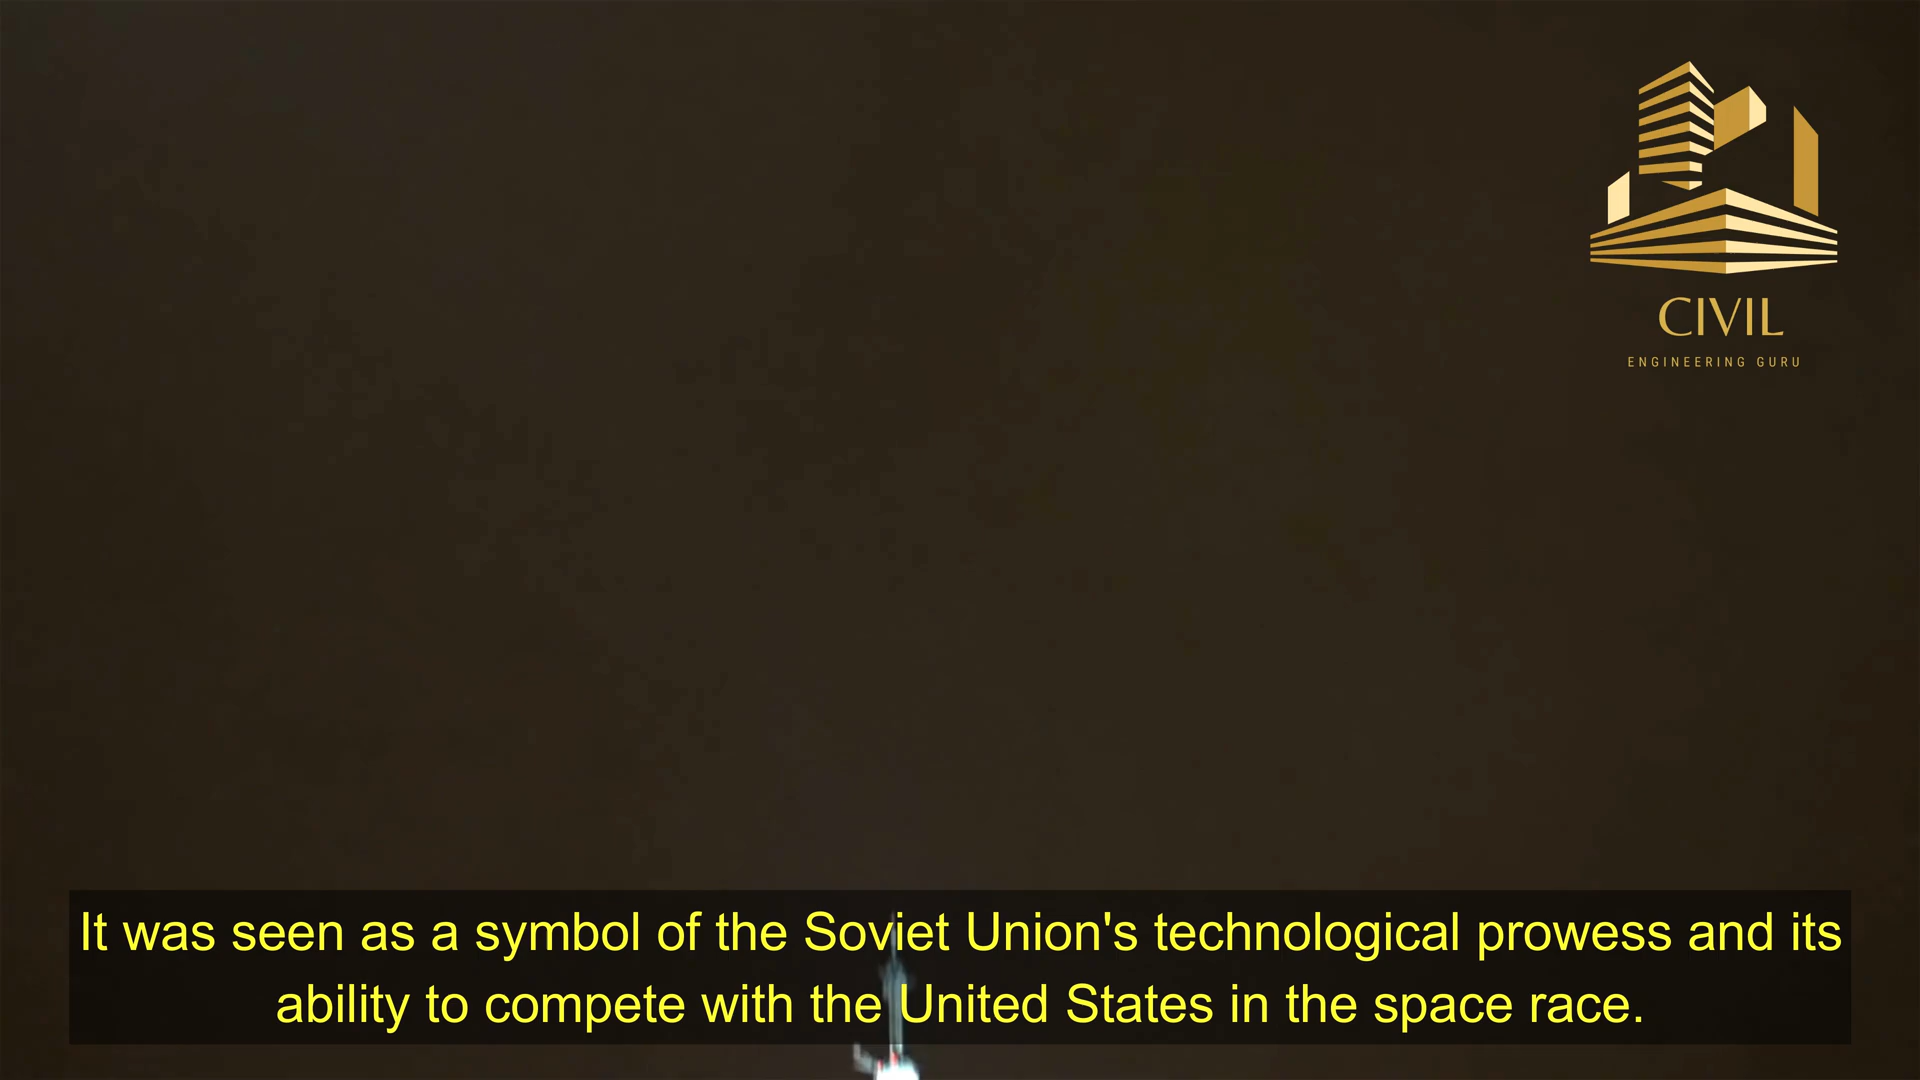 CIVIL
ENGINEERING GURU
It was seen as a symbol of the Soviet Union's technological prowess and its
ability to compete with the United States in the space race.